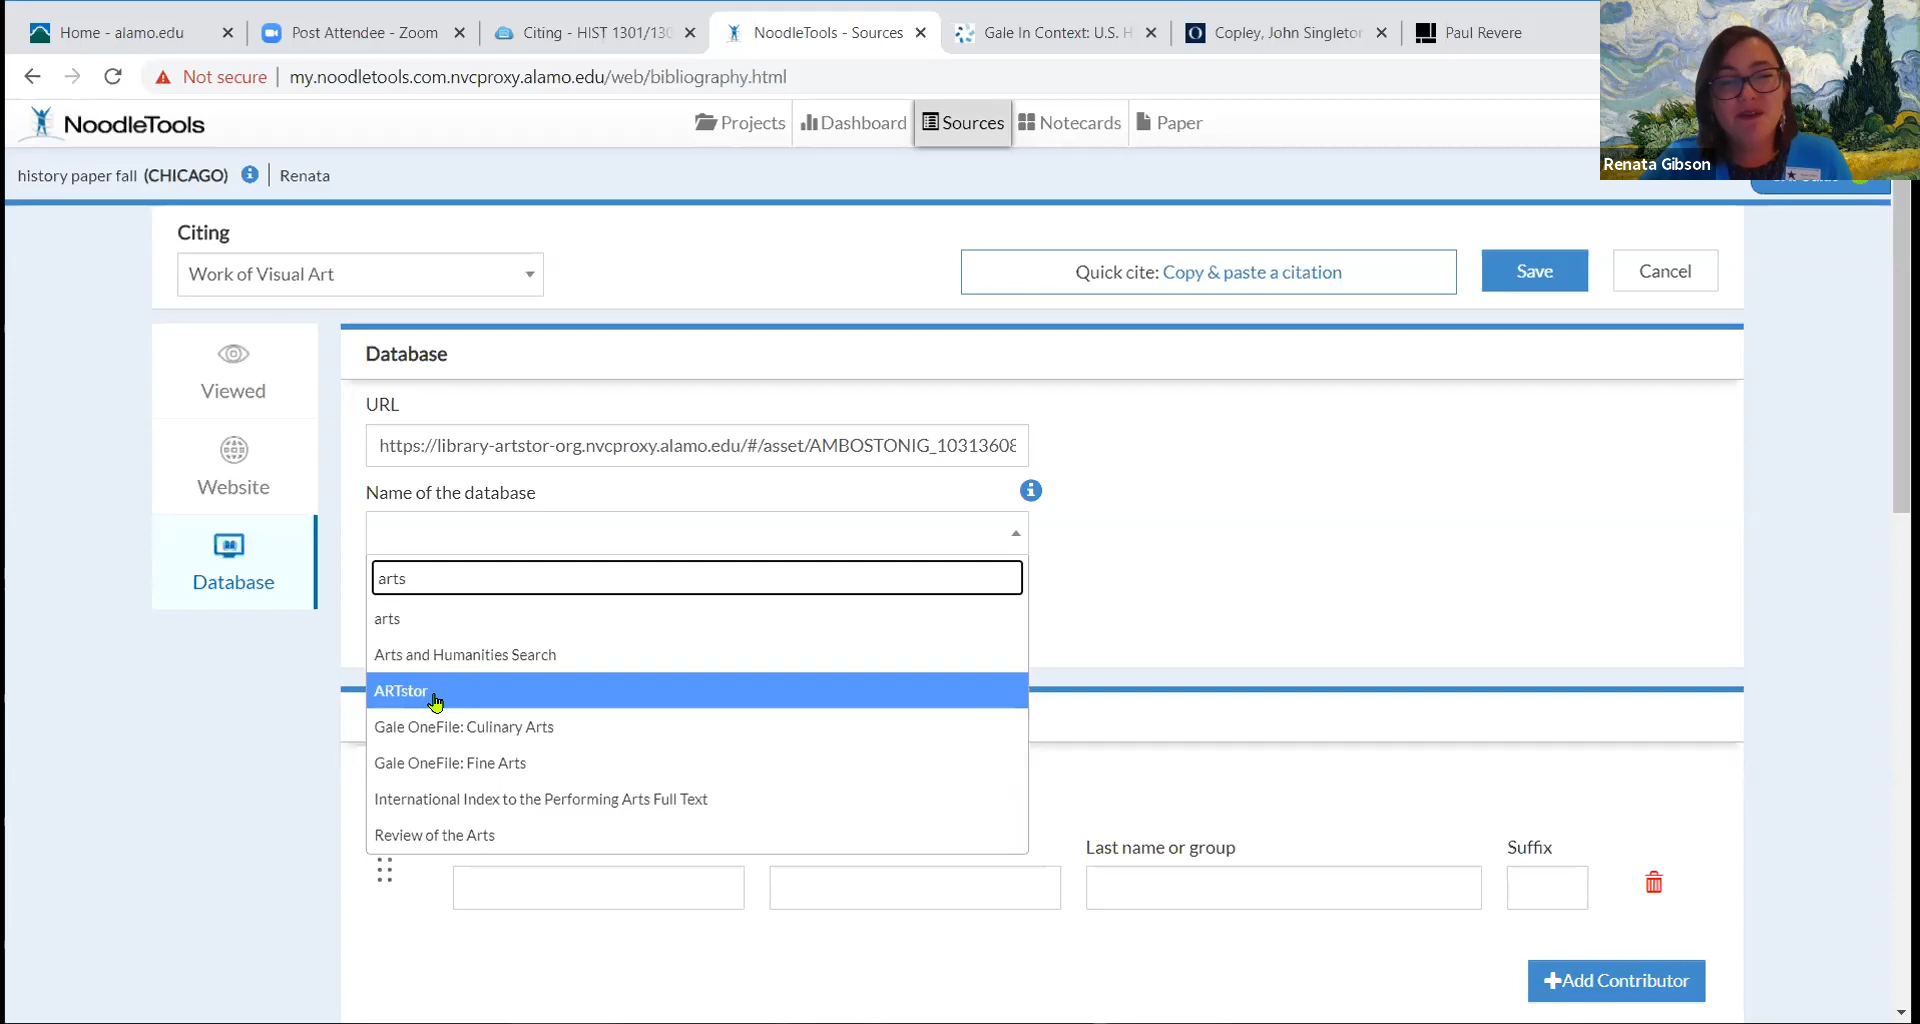 Home - alamo.edu
Post Attendee - Zoom
Citing - HIST 1301/130
NoodleTools - Sources
Gale In Context: U.S. H
Copley, John Singleton
Paul Revere
Not secure | my.noodletools.com.nvcproxy.alamo.edu/web/bibliography.html
NoodleTools
Projects
Dashboard
Sources
Notecards
Paper
Renata Gibson
history paper fall (CHICAGO)
Renata
Citing
Work of Visual Art
Quick cite: Copy & paste a citation
Save
Cancel
Viewed
Website
Database
Database
URL
https://library-artstor-org.nvcproxy.alamo.edu/#/asset/AMBOSTONIG_10313608
Name of the database
arts
arts
Arts and Humanities Search
ARTstor
Gale OneFile: Culinary Arts
Gale OneFile: Fine Arts
International Index to the Performing Arts Full Text
Review of the Arts
Last name or group
Suffix
+Add Contributor